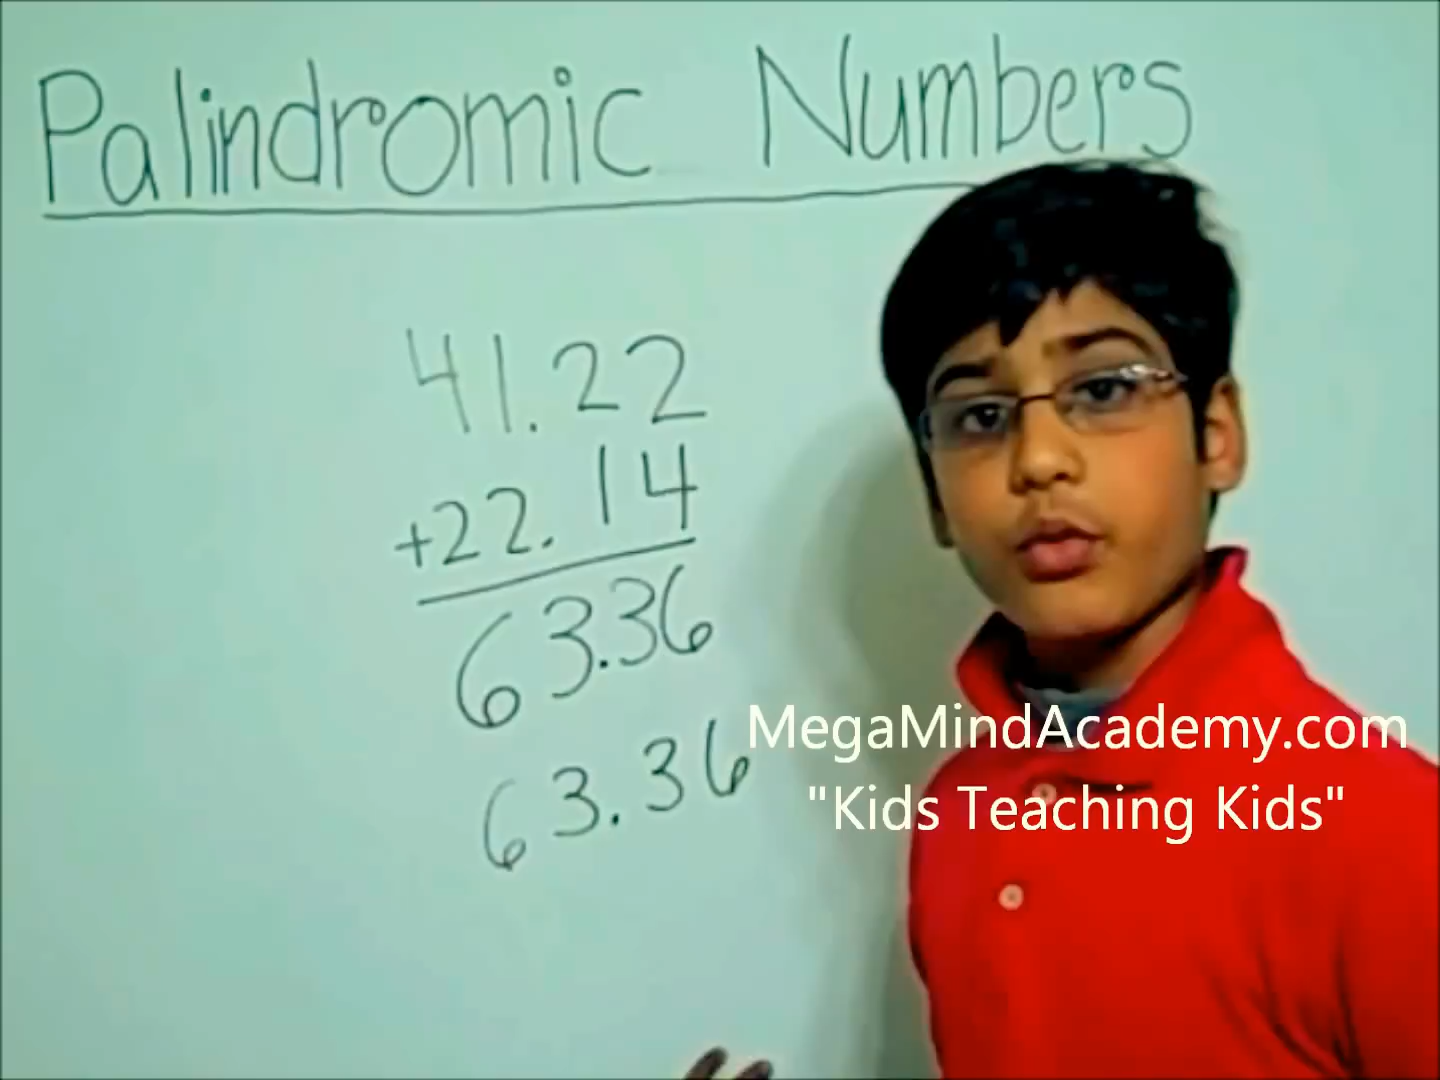 Palindromic Numbers
41.22
+22.14
63.36
63.36
MegaMindAcademy.com
"Kids Teaching Kids"